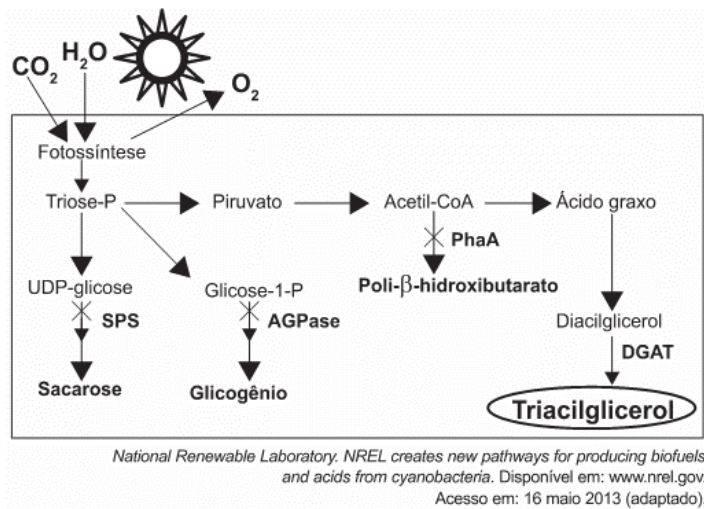 CO₂ H₂O
O₂
Fotossíntese
Triose-P Piruvato Acetil-CoA Ácido graxo
PhaA
UDP-glicose Glicose-1-P Poli-β-hidroxibutarato
SPS AGPase Diacilglicerol
DGAT
Sacarose Glicogênio Triacilglicerol
National Renewable Laboratory. NREL creates new pathways for producing biofuels
and acids from cyanobacteria. Disponível em: www.nrel.gov.
Acesso em: 16 maio 2013 (adaptado).